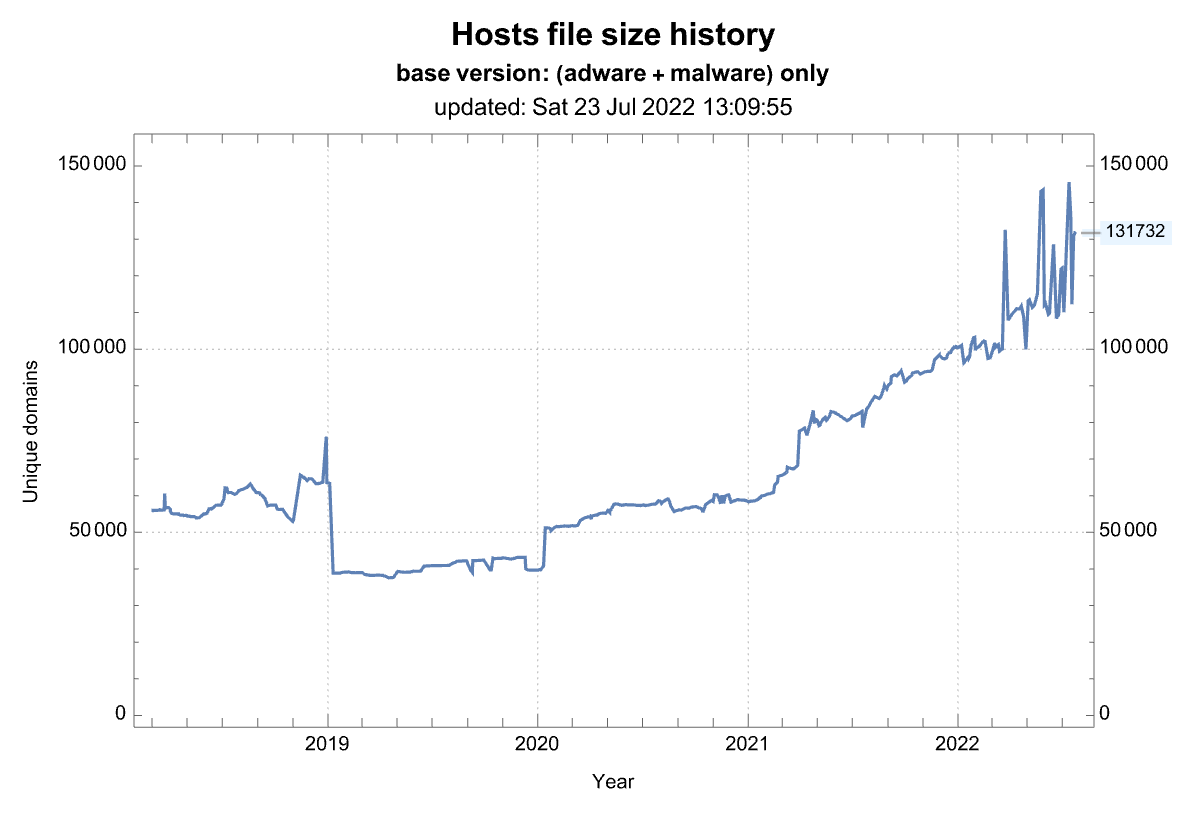 Hosts file size history
base version: (adware + malware) only
updated: Sat 23 Jul 2022 13:09:55
150 000
150 000
131732
100 000
100 000
Unique domains
50 000
50 000
0
0
2019
2020
2021
2022
Year